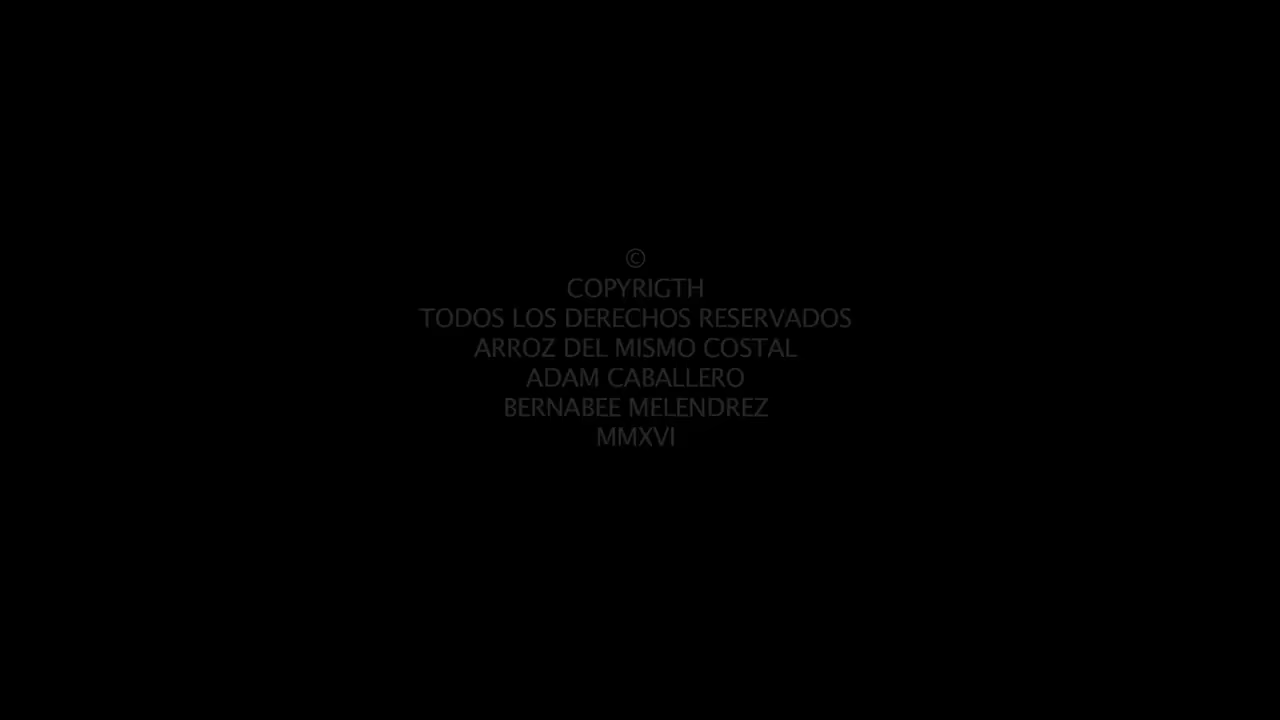 ©
COPYRIGTH
TODOS LOS DERECHOS RESERVADOS
ARROZ DEL MISMO COSTAL
ADAM CABALLERO
BERNABEE MELENDREZ
MMXVI